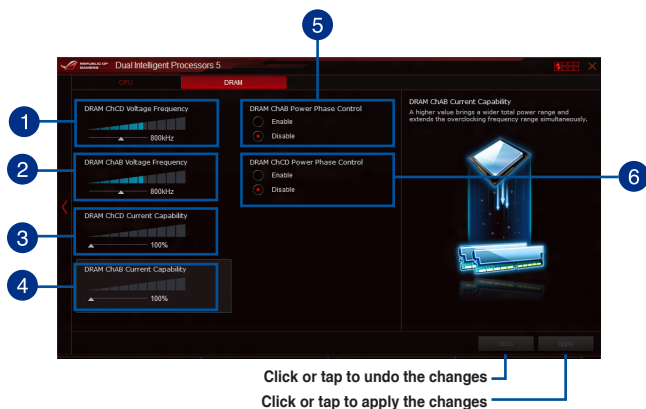 5
REPUBLIC OF
GAMERS
Dual Intelligent Processors 5
CPU
DRAM
1
DRAM ChCD Voltage Frequency
800kHz
2
DRAM ChAB Voltage Frequency
800kHz
3
DRAM ChCD Current Capability
100%
4
DRAM ChAB Current Capability
100%
DRAM ChAB Power Phase Control
Enable
Disable
DRAM ChCD Power Phase Control
Enable
Disable
6
DRAM ChAB Current Capability
A higher value brings a wider total power range and
extends the overclocking frequency range simultaneously.
Undo
Apply
Click or tap to undo the changes
Click or tap to apply the changes